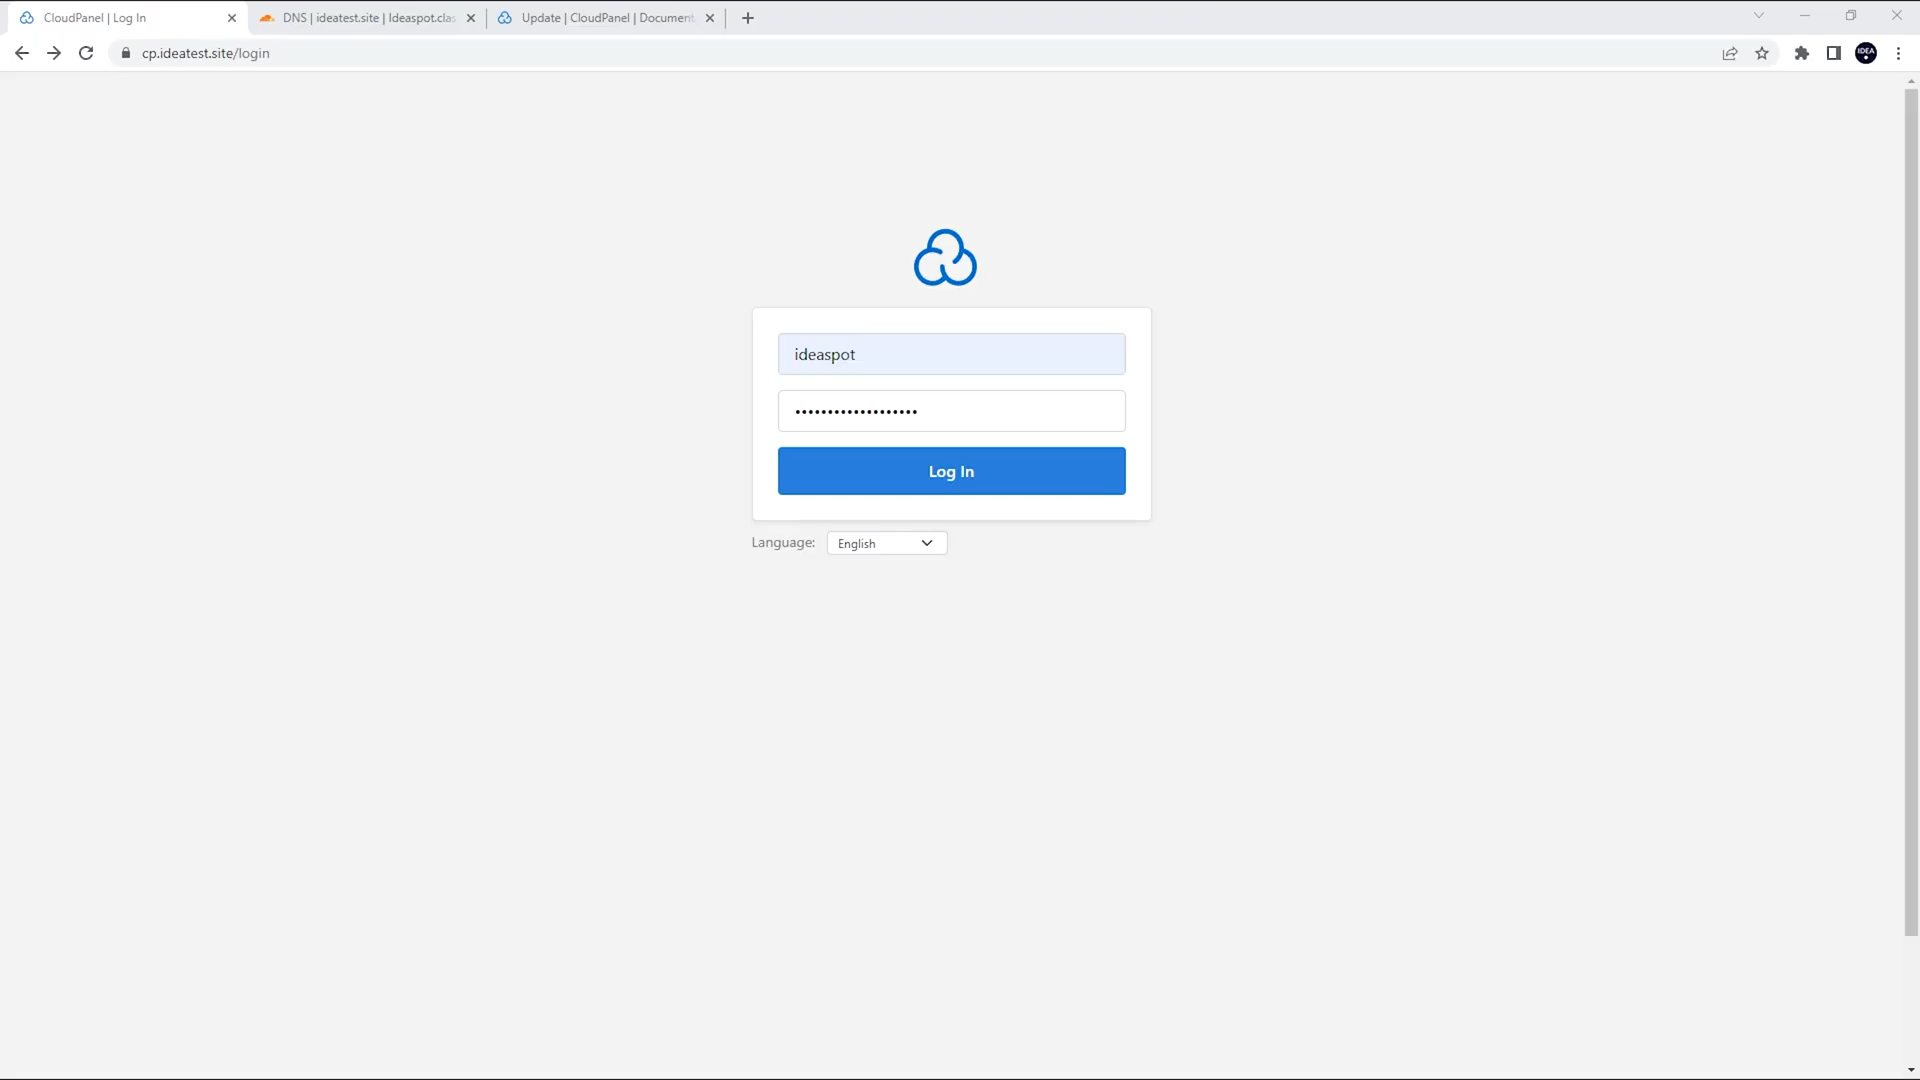 CloudPanel | Log In
DNS | ideatest.site | Ideaspot.clas
Update | CloudPanel | Document
cp.ideatest.site/login
IDEA
ideaspot
•••••••••••••••••••
Log In
Language:
English